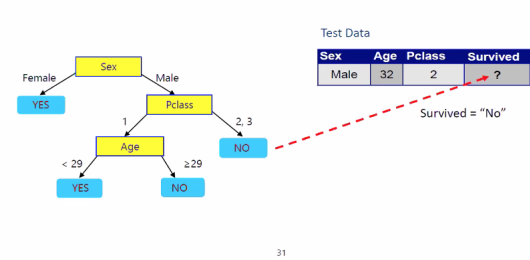 Test Data
Sex Age Pclass Survived
Male 32 2 ?
Sex
Female Male
YES
Pclass
1 2, 3
Survived = “No”
Age
NO
< 29 ≥29
YES NO
31